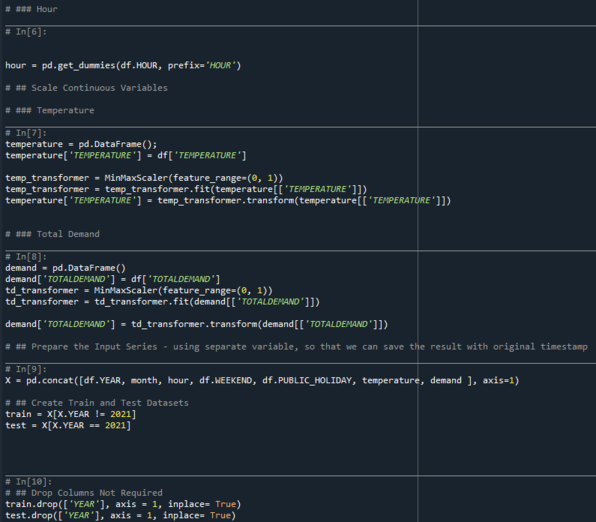 # ### Hour
# In[6]:
hour = pd.get_dummies(df.HOUR, prefix='HOUR')
# ## Scale Continuous Variables
# ### Temperature
# In[7]:
temperature = pd.DataFrame();
temperature['TEMPERATURE'] = df['TEMPERATURE']
temp_transformer = MinMaxScaler(feature_range=(0, 1))
temp_transformer = temp_transformer.fit(temperature[['TEMPERATURE']])
temperature['TEMPERATURE'] = temp_transformer.transform(temperature[['TEMPERATURE']])
# ### Total Demand
# In[8]:
demand = pd.DataFrame()
demand['TOTALDEMAND'] = df['TOTALDEMAND']
td_transformer = MinMaxScaler(feature_range=(0, 1))
td_transformer = td_transformer.fit(demand[['TOTALDEMAND']])
demand['TOTALDEMAND'] = td_transformer.transform(demand[['TOTALDEMAND']])
# ## Prepare the Input Series - using separate variable, so that we can save the result with original timestamp
# In[9]:
X = pd.concat([df.YEAR, month, hour, df.WEEKEND, df.PUBLIC_HOLIDAY, temperature, demand ], axis=1)
# ## Create Train and Test Datasets
train = X[X.YEAR != 2021]
test = X[X.YEAR == 2021]
# In[10]:
# ## Drop Columns Not Required
train.drop(['YEAR'], axis = 1, inplace= True)
test.drop(['YEAR'], axis = 1, inplace= True)